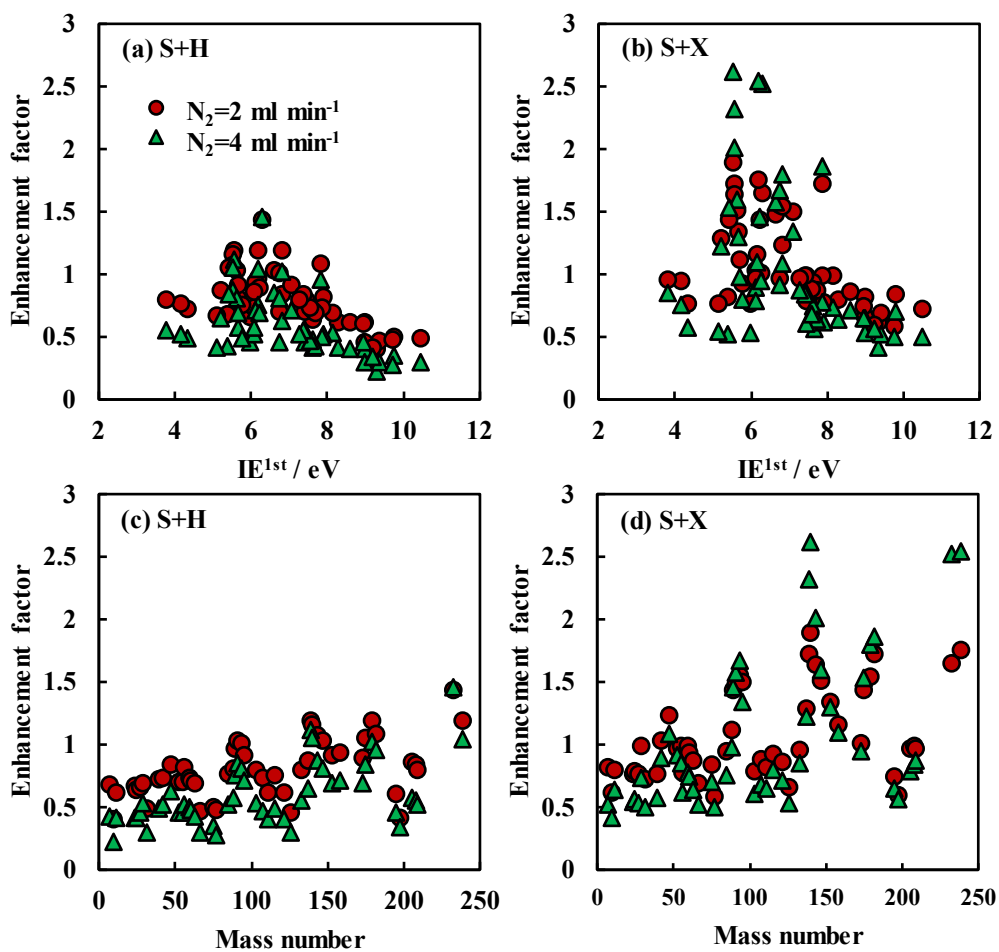 (a) S+H
N₂=2 ml min⁻¹
N₂=4 ml min⁻¹
Enhancement factor
3
2.5
2
1.5
1
0.5
0
2 4 6 8 10 12
IE¹ˢᵗ / eV
(b) S+X
Enhancement factor
3
2.5
2
1.5
1
0.5
0
2 4 6 8 10 12
IE¹ˢᵗ / eV
(c) S+H
Enhancement factor
3
2.5
2
1.5
1
0.5
0
0 50 100 150 200 250
Mass number
(d) S+X
Enhancement factor
3
2.5
2
1.5
1
0.5
0
0 50 100 150 200 250
Mass number